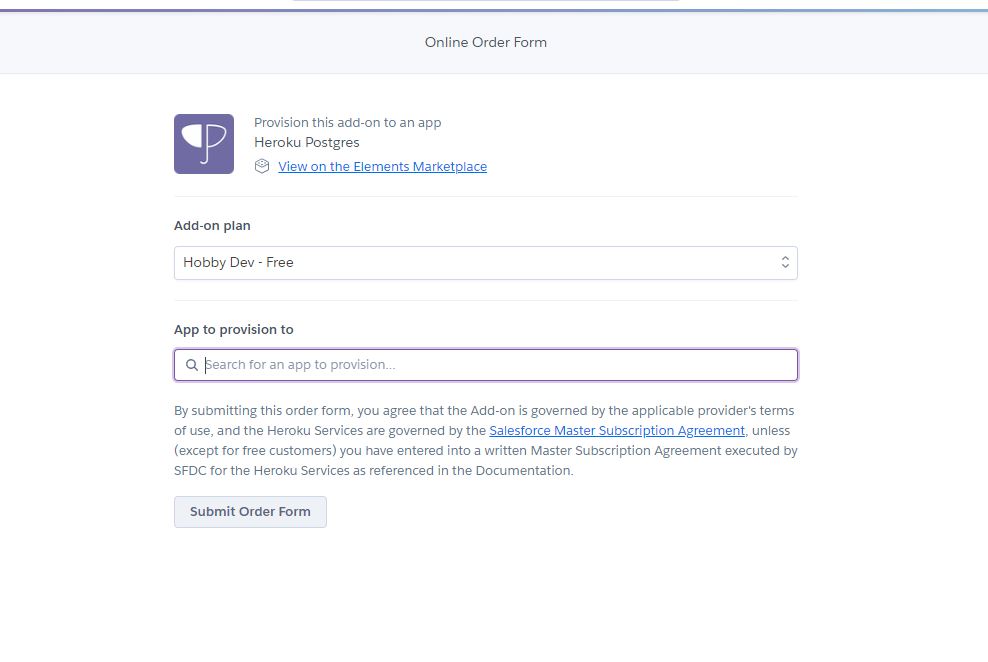 Online Order Form
Provision this add-on to an app
Heroku Postgres
View on the Elements Marketplace
Add-on plan
Hobby Dev - Free
App to provision to
Search for an app to provision...
By submitting this order form, you agree that the Add-on is governed by the applicable provider's terms
of use, and the Heroku Services are governed by the Salesforce Master Subscription Agreement, unless
(except for free customers) you have entered into a written Master Subscription Agreement executed by
SFDC for the Heroku Services as referenced in the Documentation.
Submit Order Form